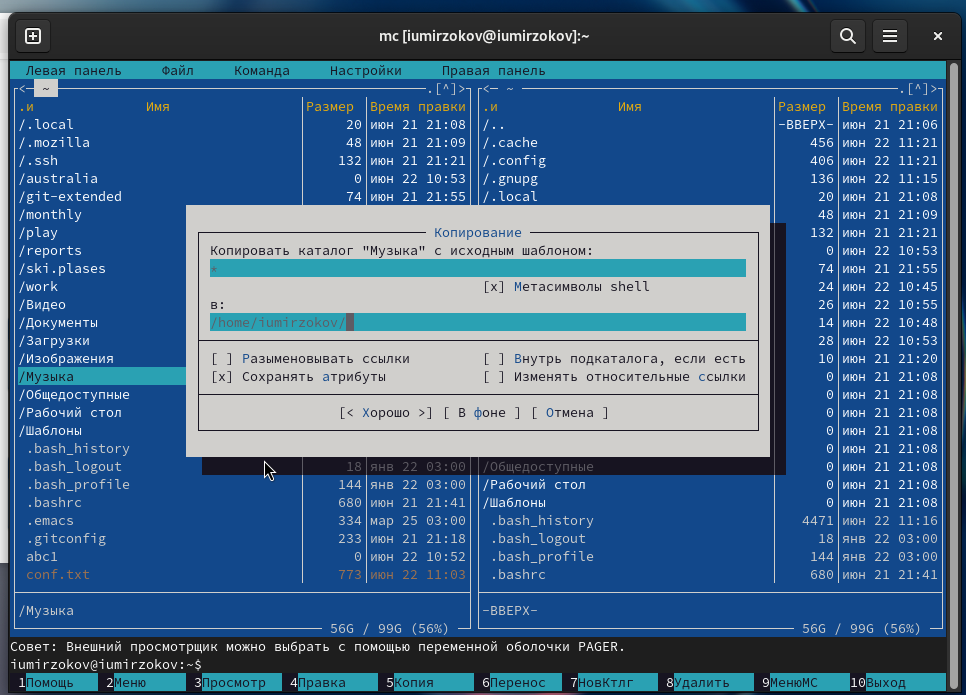 mc [iumirzokov@iumirzokov]:~
Левая панель Файл Команда Настройки Правая панель
<─ ~ .[^]> <─ ~ .[^]>
.и Имя Размер Время правки .и Имя Размер Время правки
/.local 20 июн 21 21:08 /.. -ВВЕРХ- июн 21 21:06
/.mozilla 48 июн 21 21:09 /.cache 456 июн 22 11:21
/.ssh 132 июн 21 21:21 /.config 406 июн 22 11:21
/australia 0 июн 22 10:53 /.gnupg 136 июн 22 11:15
/git-extended 74 июн 21 21:55 /.local 20 июн 21 21:08
/monthly 48 июн 21 21:09
/play Копирование 132 июн 21 21:21
/reports Копировать каталог "Музыка" с исходным шаблоном: 0 июн 22 10:53
/ski.plases * 74 июн 21 21:55
/work [x] Метасимволы shell 24 июн 22 10:45
/Видео в: 26 июн 22 10:55
/Документы /home/iumirzokov/ 14 июн 22 10:48
/Загрузки 28 июн 22 10:53
/Изображения [ ] Разыменовывать ссылки [ ] Внутрь подкаталога, если есть 10 июн 21 21:20
/Музыка [x] Сохранять атрибуты [ ] Изменять относительные ссылки 0 июн 21 21:08
/Общедоступные 0 июн 21 21:08
/Рабочий стол [< Хорошо >] [ В фоне ] [ Отмена ] 0 июн 21 21:08
/Шаблоны 0 июн 21 21:08
.bash_history 0 июн 21 21:08
.bash_logout 18 янв 22 03:00 /Общедоступные 0 июн 21 21:08
.bash_profile 144 янв 22 03:00 /Рабочий стол 0 июн 21 21:08
.bashrc 680 июн 21 21:41 /Шаблоны 0 июн 21 21:08
.emacs 334 мар 25 03:00 .bash_history 4471 июн 22 11:16
.gitconfig 233 июн 21 21:18 .bash_logout 18 янв 22 03:00
abc1 0 июн 22 10:52 .bash_profile 144 янв 22 03:00
conf.txt 773 июн 22 11:03 .bashrc 680 июн 21 21:41
/Музыка -ВВЕРХ-
56G / 99G (56%) 56G / 99G (56%)
Совет: Внешний просмотрщик можно выбрать с помощью переменной оболочки PAGER.
iumirzokov@iumirzokov:~$
1Помощь 2Меню 3Просмотр 4Правка 5Копия 6Перенос 7НовКтлг 8Удалить 9МенюMC 10Выход